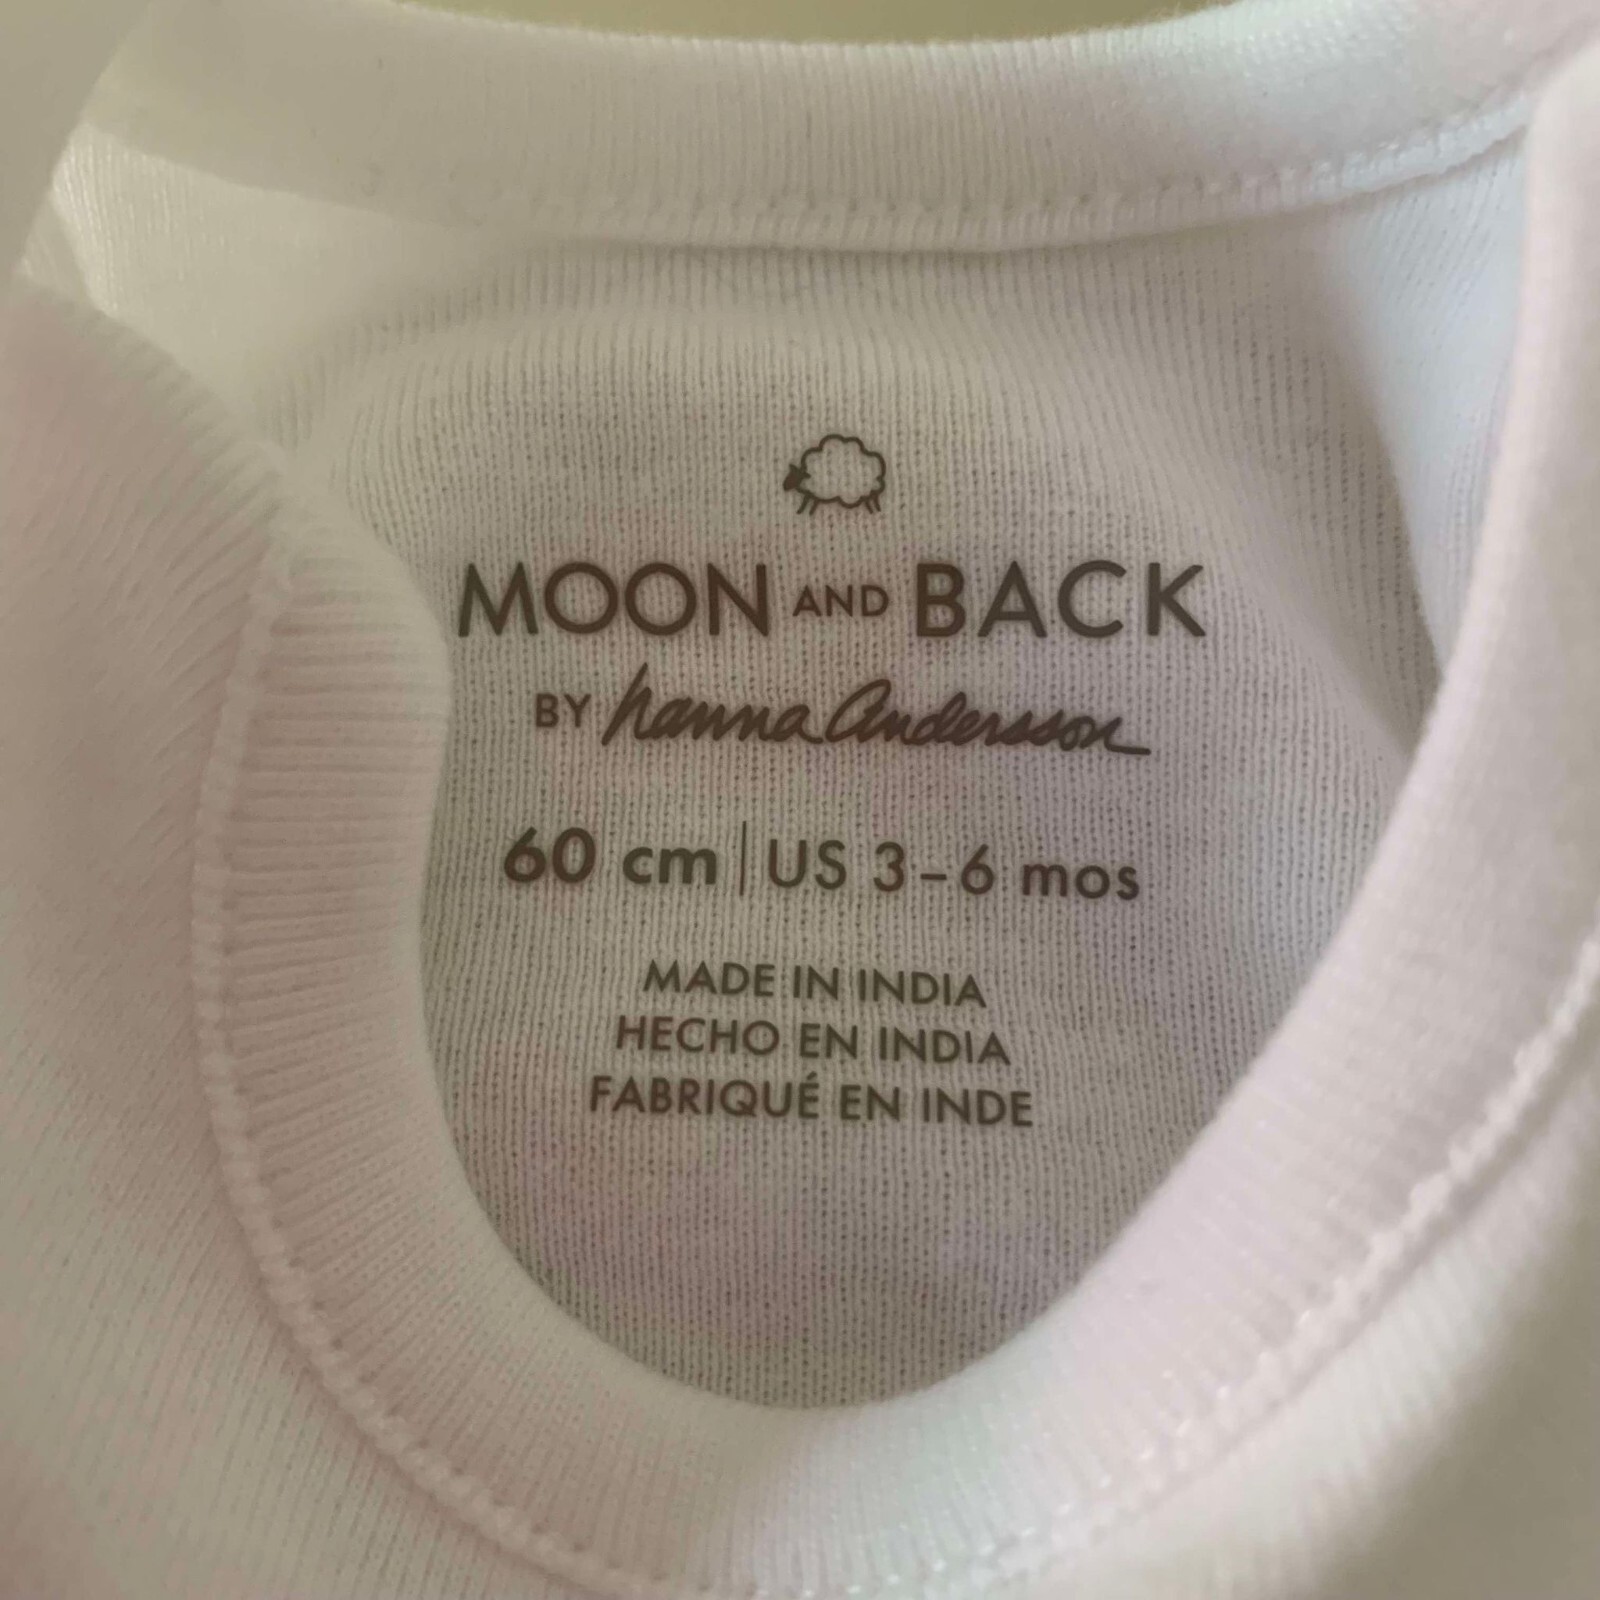 MOON AND BACK
BY hanna Andersson
60 cm | US 3-6 mos
MADE IN INDIA
HECHO EN INDIA
FABRIQUÉ EN INDE